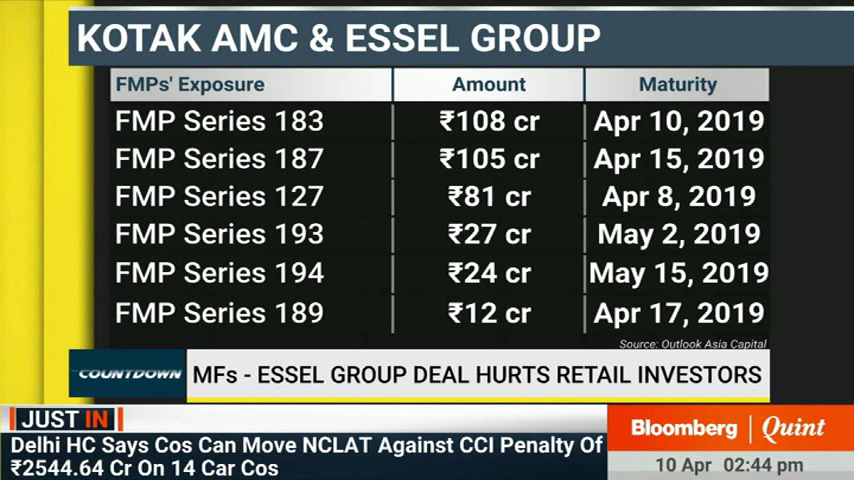 KOTAK AMC & ESSEL GROUP
FMPs' Exposure Amount Maturity
FMP Series 183 ₹108 cr Apr 10, 2019
FMP Series 187 ₹105 cr Apr 15, 2019
FMP Series 127 ₹81 cr Apr 8, 2019
FMP Series 193 ₹27 cr May 2, 2019
FMP Series 194 ₹24 cr May 15, 2019
FMP Series 189 ₹12 cr Apr 17, 2019
Source: Outlook Asia Capital
COUNTDOWN MFs - ESSEL GROUP DEAL HURTS RETAIL INVESTORS
JUST IN
Delhi HC Says Cos Can Move NCLAT Against CCI Penalty Of
₹2544.64 Cr On 14 Car Cos
Bloomberg | Quint
10 Apr 02:44 pm